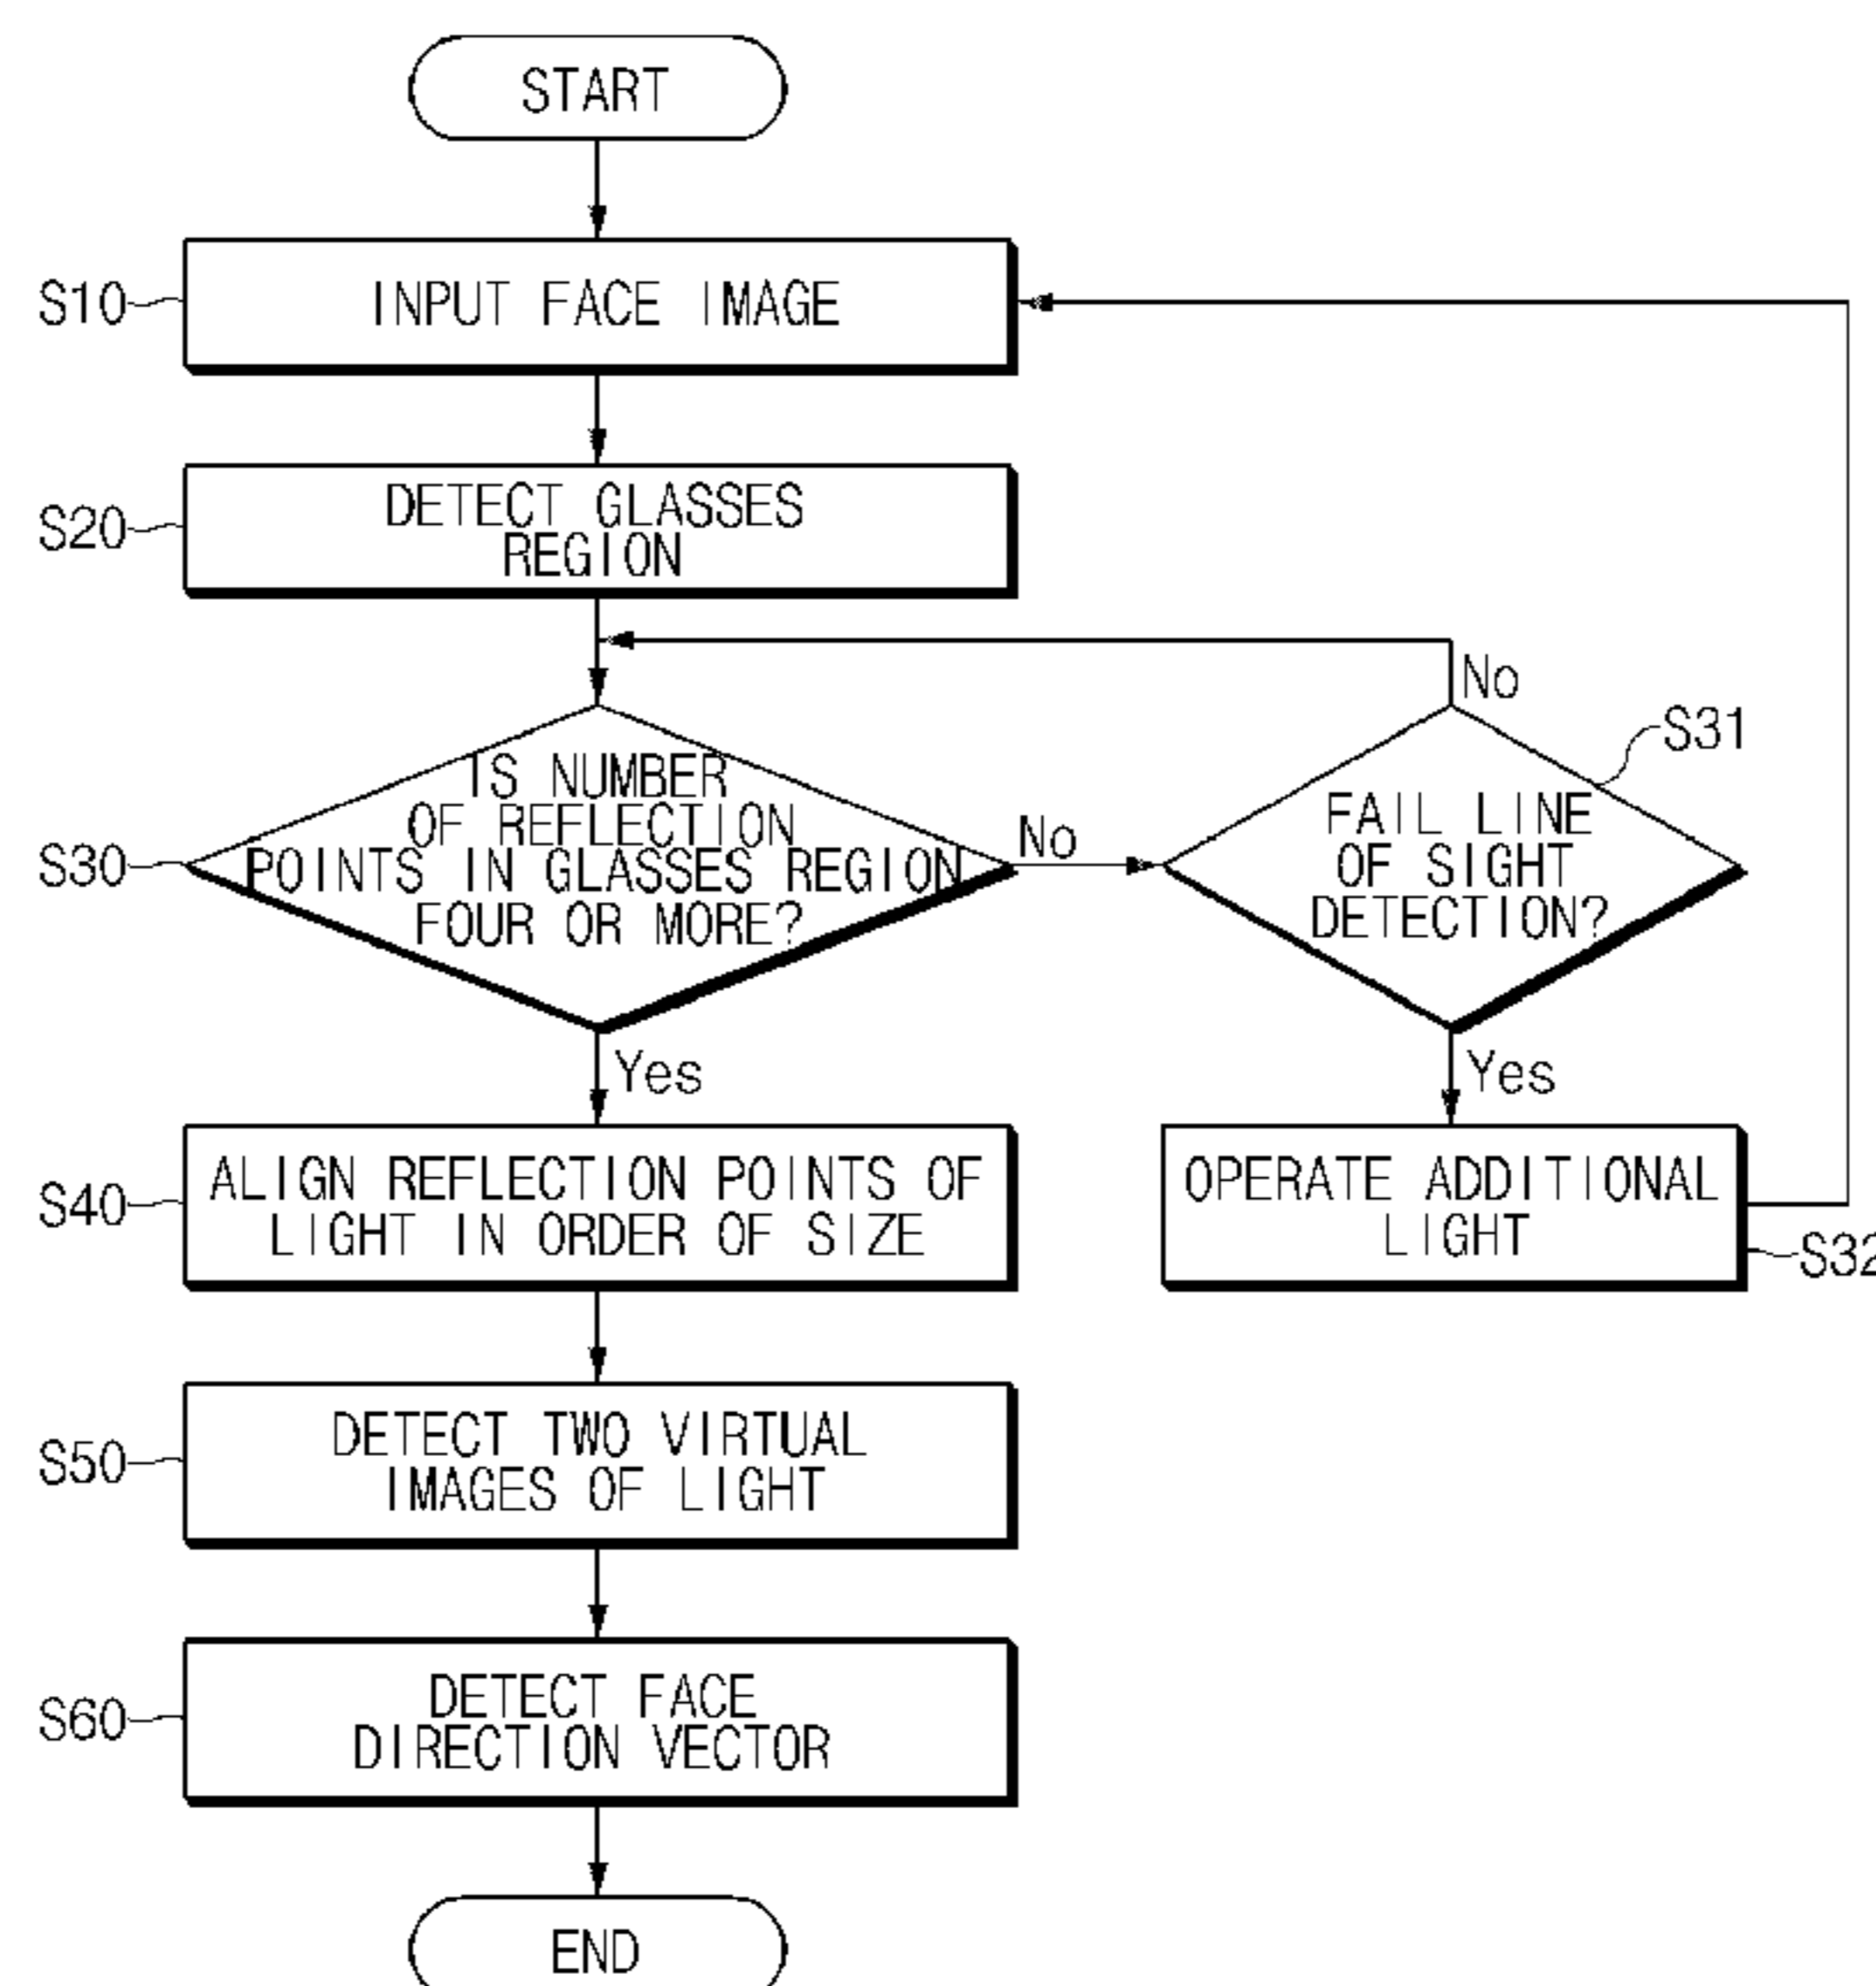 START
S10
INPUT FACE IMAGE
S20
DETECT GLASSES
REGION
No
S31
S30
IS NUMBER
OF REFLECTION
POINTS IN GLASSES REGION
FOUR OR MORE?
No
FAIL LINE
OF SIGHT
DETECTION?
Yes
Yes
S40
ALIGN REFLECTION POINTS OF
LIGHT IN ORDER OF SIZE
OPERATE ADDITIONAL
LIGHT
S32
S50
DETECT TWO VIRTUAL
IMAGES OF LIGHT
S60
DETECT FACE
DIRECTION VECTOR
END